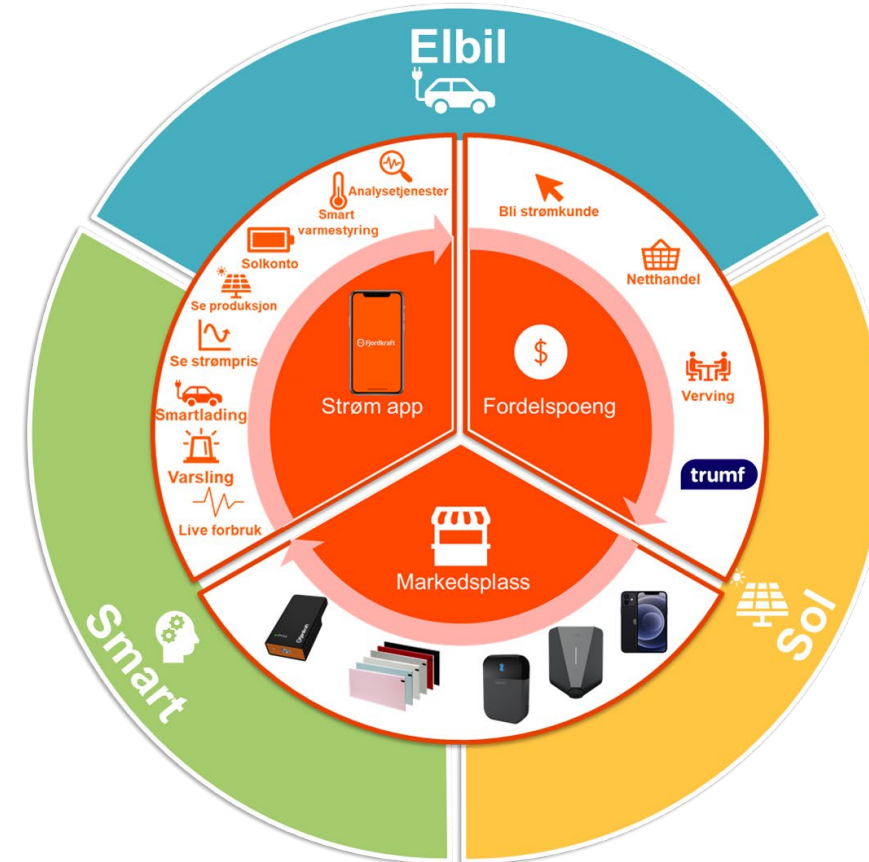 Elbil
Analysetjenester
Smart
varmestyring
Solkonto
Se produksjon
Se strømpris
Smartlading
Varsling
Live forbruk
Fjordkraft
Strøm app
Bli strømkunde
Netthandel
Verving
trumf
$
Fordelspoeng
Markedsplass
Fjordkraft
Smart
Sol